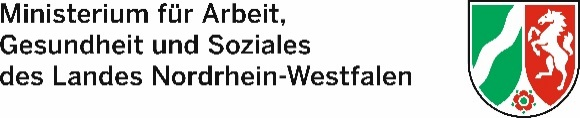 Ministerium für Arbeit,
Gesundheit und Soziales
des Landes Nordrhein-Westfalen